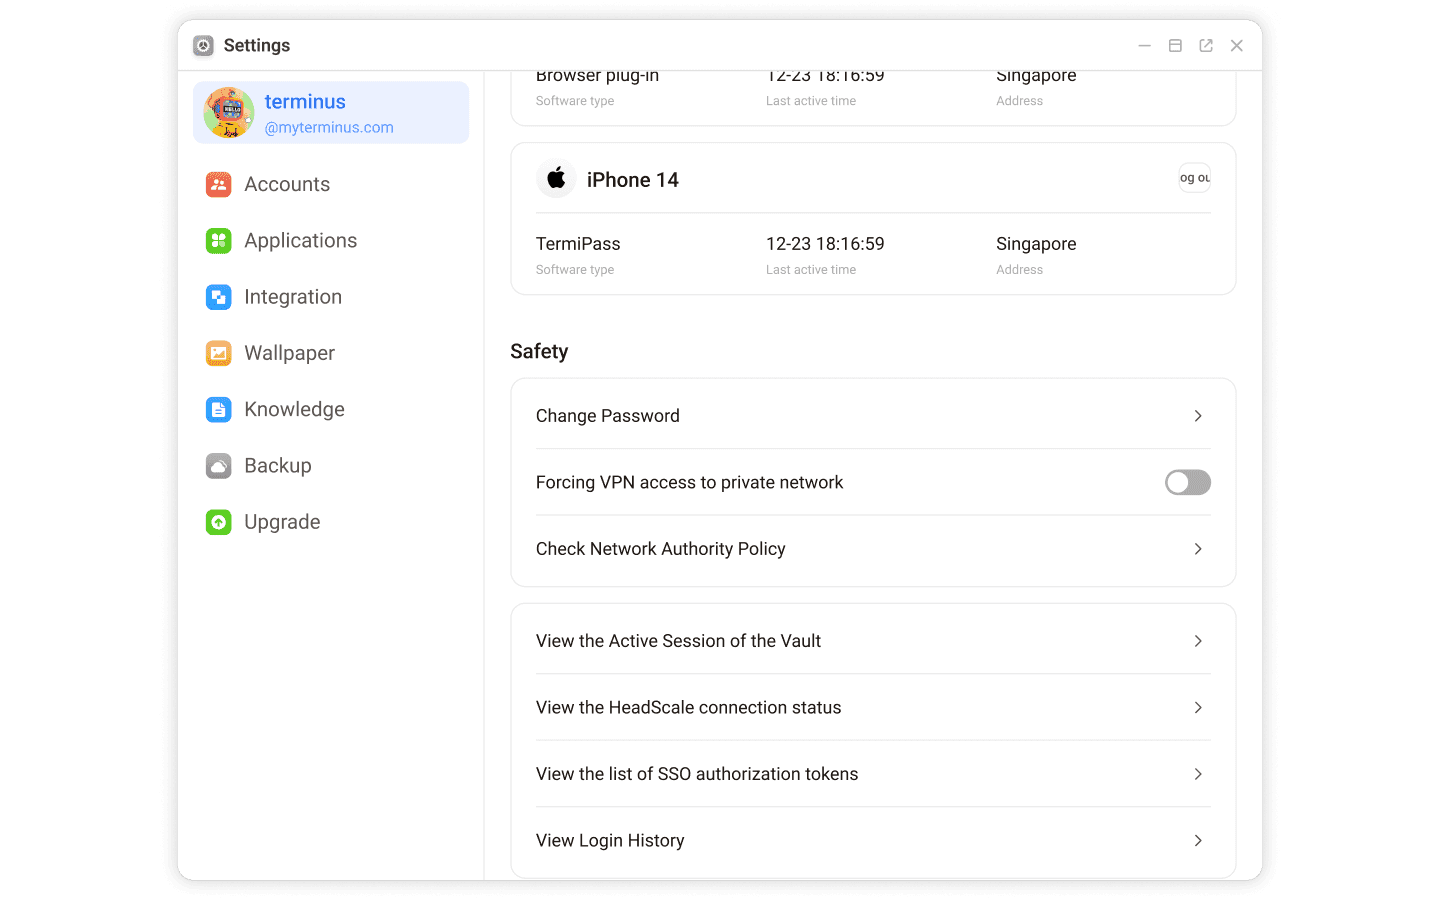 Settings
terminus
@myterminus.com
Accounts
Applications
Integration
Wallpaper
Knowledge
Backup
Upgrade
Browser plug-in 12-23 18:16:59 Singapore
Software type Last active time Address
iPhone 14 og ou
TermiPass 12-23 18:16:59 Singapore
Software type Last active time Address
Safety
Change Password
Forcing VPN access to private network
Check Network Authority Policy
View the Active Session of the Vault
View the HeadScale connection status
View the list of SSO authorization tokens
View Login History